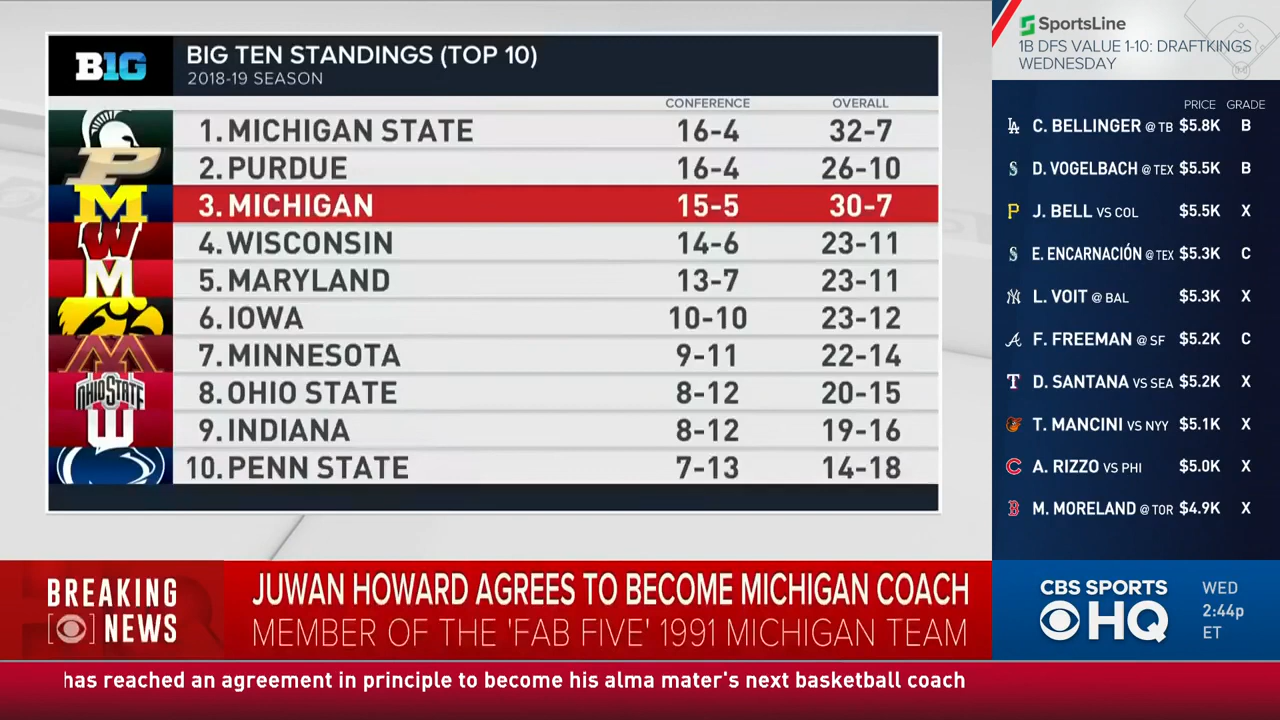 B1G
BIG TEN STANDINGS (TOP 10)
2018-19 SEASON
CONFERENCE OVERALL
1. MICHIGAN STATE 16-4 32-7
2. PURDUE 16-4 26-10
3. MICHIGAN 15-5 30-7
4. WISCONSIN 14-6 23-11
5. MARYLAND 13-7 23-11
6. IOWA 10-10 23-12
7. MINNESOTA 9-11 22-14
8. OHIO STATE 8-12 20-15
9. INDIANA 8-12 19-16
10. PENN STATE 7-13 14-18
P
M
W
M
M
OHIO STATE
SportsLine
1B DFS VALUE 1-10: DRAFTKINGS
WEDNESDAY
PRICE GRADE
LA C. BELLINGER @ TB $5.8K B
S D. VOGELBACH @ TEX $5.5K B
P J. BELL VS COL $5.5K X
S E. ENCARNACIÓN @ TEX $5.3K C
NY L. VOIT @ BAL $5.3K X
A F. FREEMAN @ SF $5.2K C
T D. SANTANA VS SEA $5.2K X
T. MANCINI VS NYY $5.1K X
C A. RIZZO VS PHI $5.0K X
B M. MORELAND @ TOR $4.9K X
BREAKING
NEWS
JUWAN HOWARD AGREES TO BECOME MICHIGAN COACH
MEMBER OF THE 'FAB FIVE' 1991 MICHIGAN TEAM
CBS SPORTS
HQ
WED
2:44p
ET
has reached an agreement in principle to become his alma mater's next basketball coach